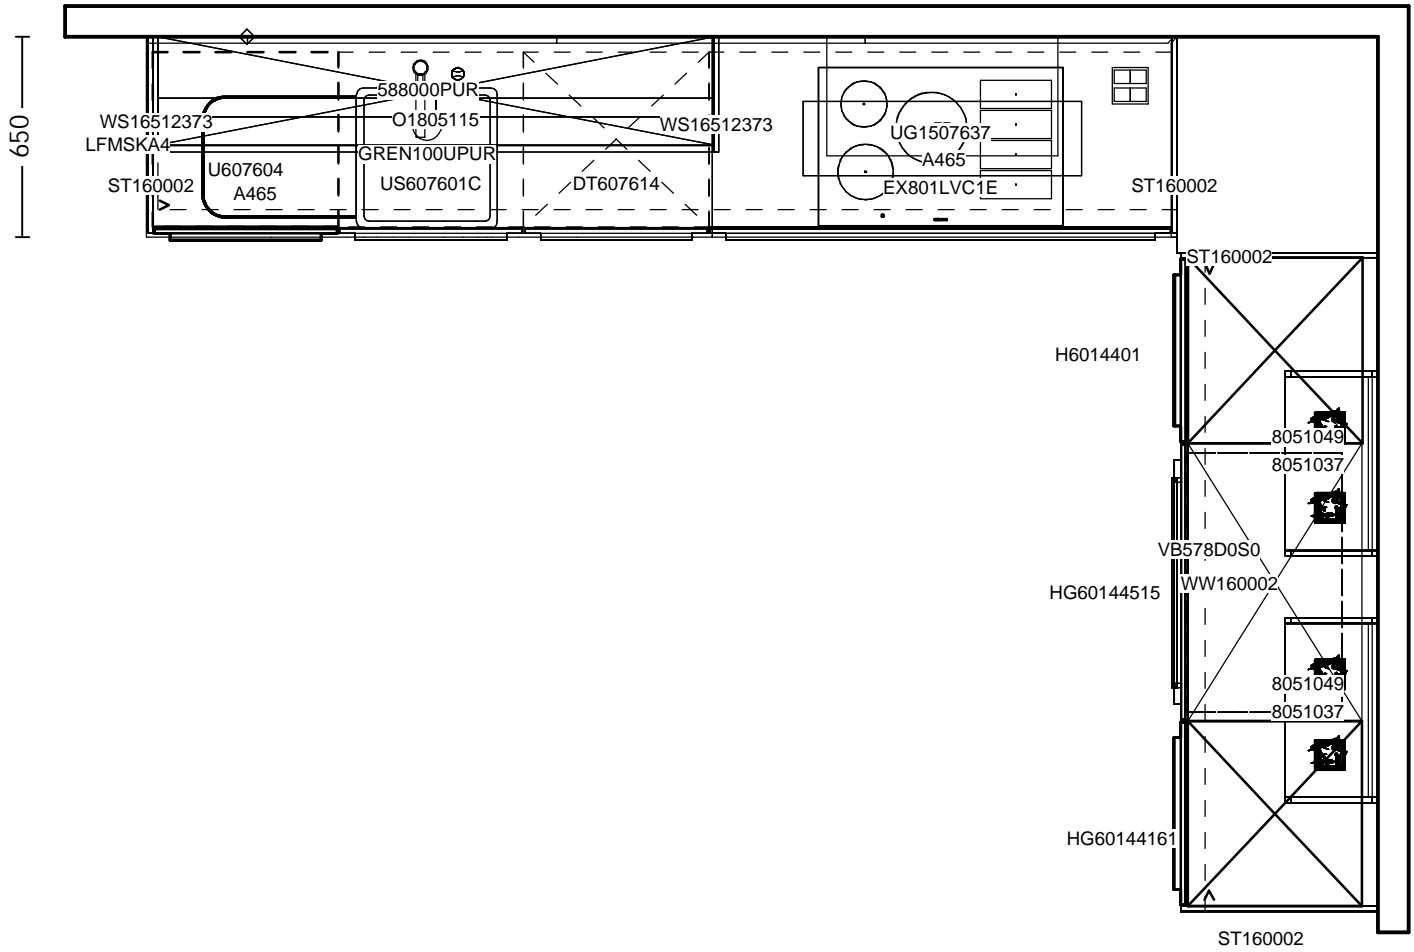 650
588000PUR
WS16512373
O1805115
WS16512373
LFMSKA4
GREN100UPUR
U607604
A465
US607601C
DT607614
ST160002
UG1507637
A465
EX801LVC1E
ST160002
ST160002
H6014401
8051049
8051037
VB578D0S0
HG60144515
WW160002
8051049
8051037
HG60144161
ST160002